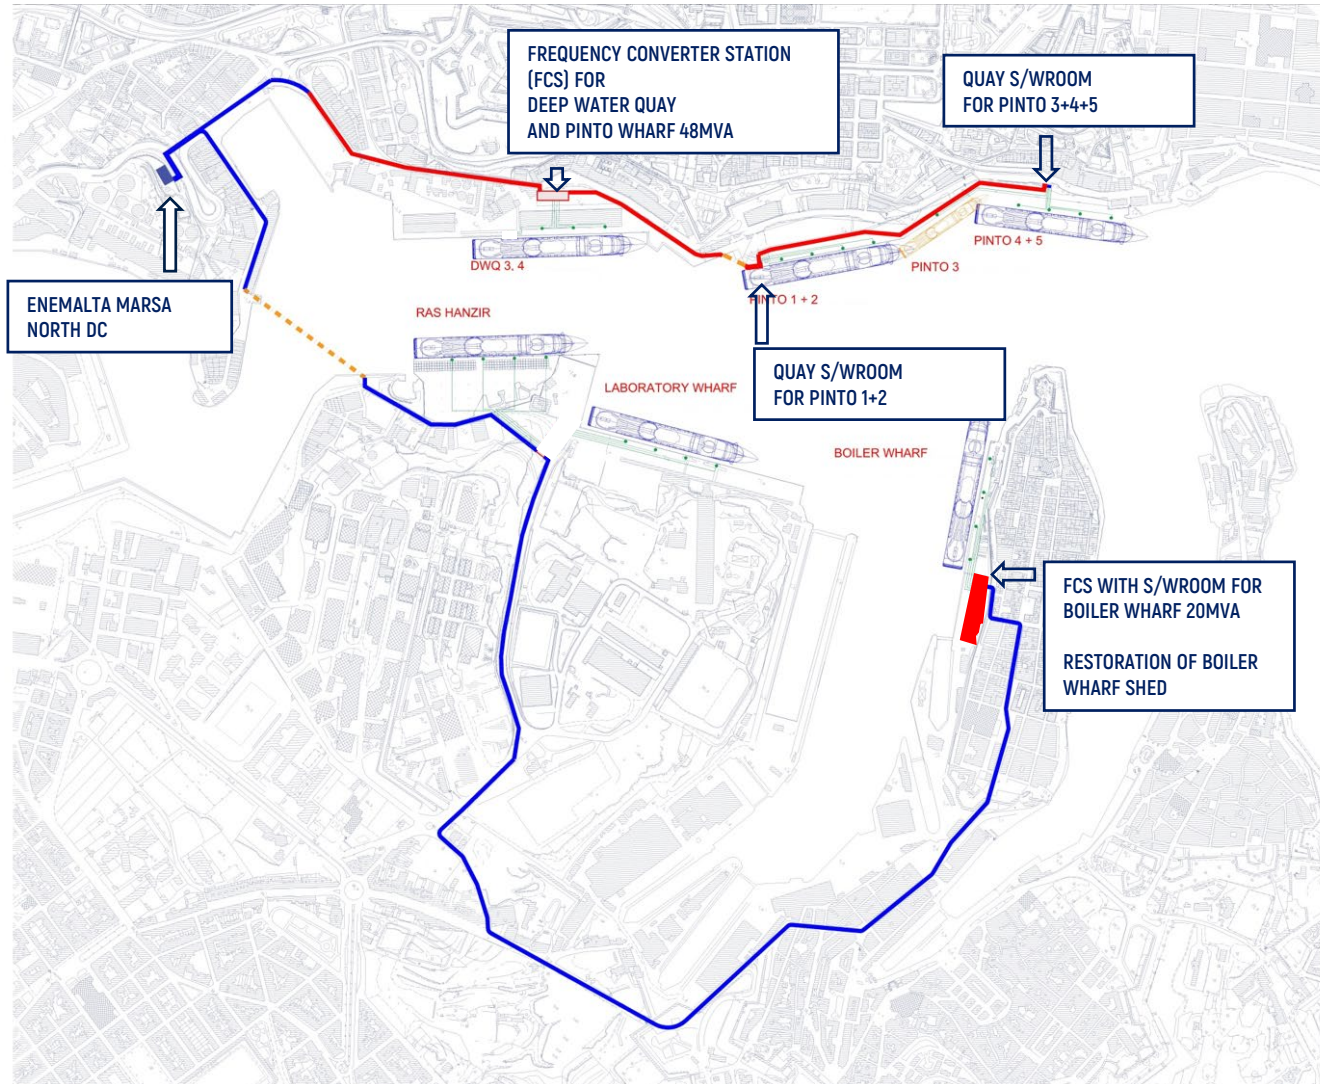 FREQUENCY CONVERTER STATION
(FCS) FOR
DEEP WATER QUAY
AND PINTO WHARF 48MVA
QUAY S/WROOM
FOR PINTO 3+4+5
PINTO 4 + 5
DWQ 3, 4
PINTO 3
ENEMALTA MARSA
NORTH DC
PINTO 1 + 2
RAS HANZIR
QUAY S/WROOM
FOR PINTO 1+2
LABORATORY WHARF
BOILER WHARF
FCS WITH S/WROOM FOR
BOILER WHARF 20MVA
RESTORATION OF BOILER
WHARF SHED